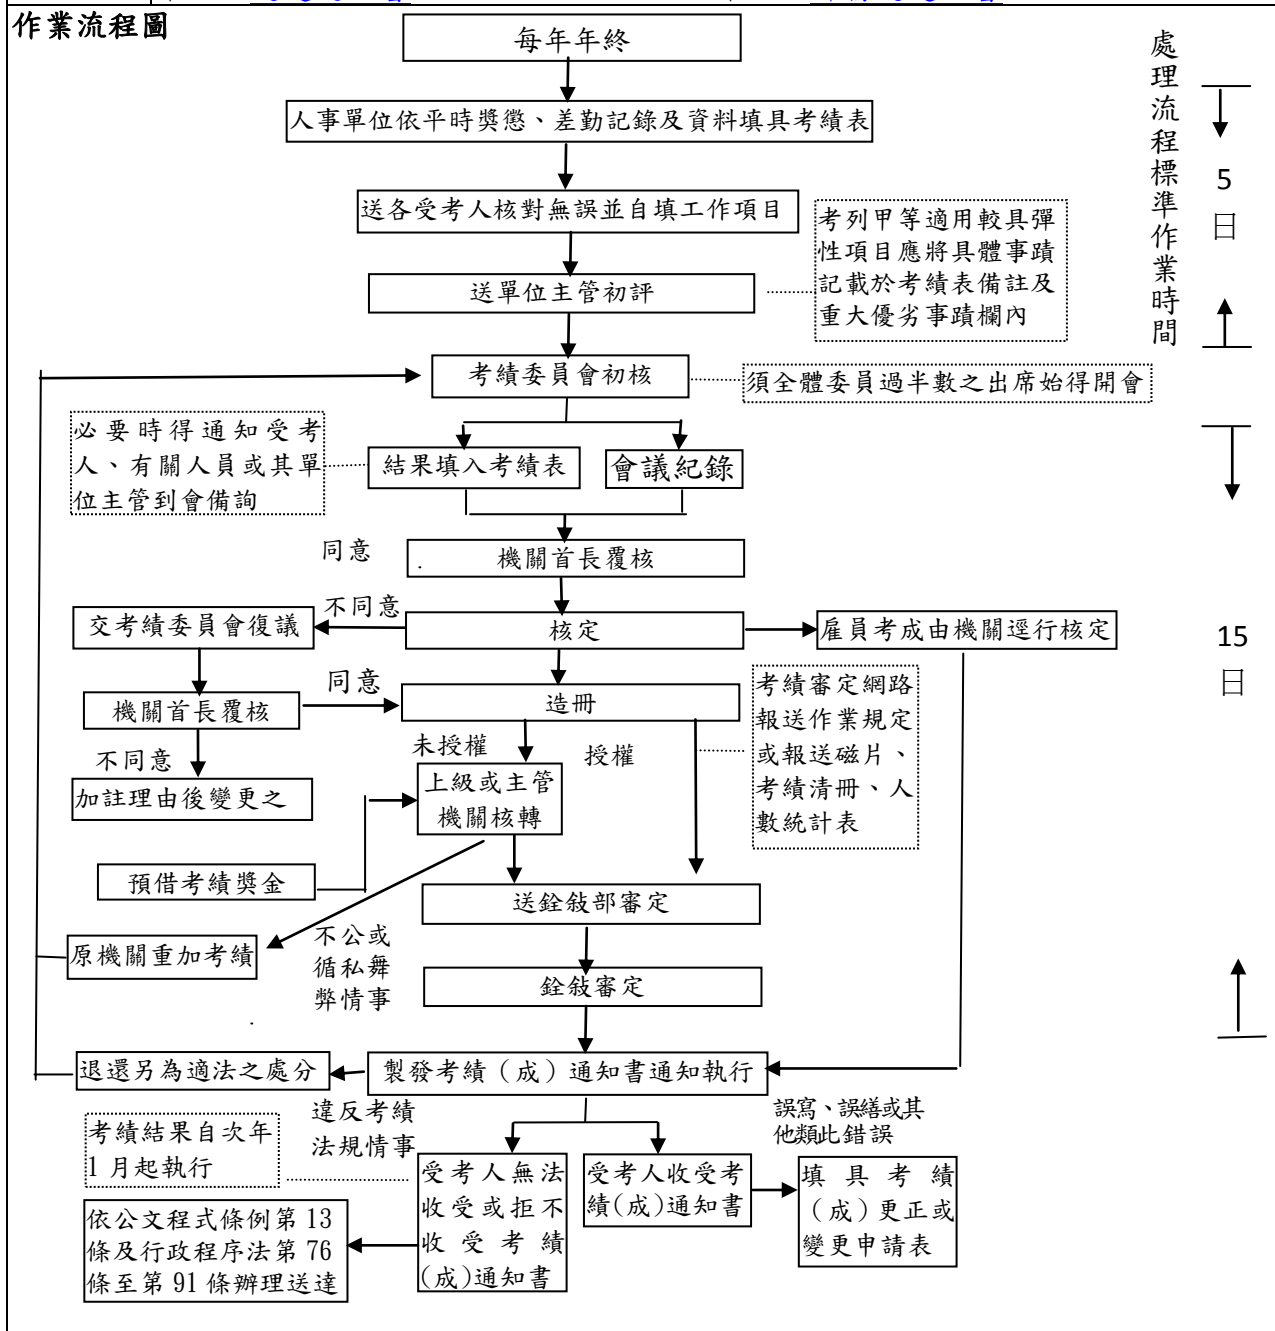 作業流程圖
每年年終
人事單位依平時獎懲、差勤記錄及資料填具考績表
送各受考人核對無誤並自填工作項目
考列甲等適用較具彈
性項目應將具體事蹟
記載於考績表備註及
重大優劣事蹟欄內
送單位主管初評
考績委員會初核
須全體委員過半數之出席始得開會
必要時得通知受考
人、有關人員或其單
位主管到會備詢
結果填入考績表
會議紀錄
同意
機關首長覆核
交考績委員會復議
不同意
核定
雇員考成由機關逕行核定
機關首長覆核
同意
造冊
考績審定網路
報送作業規定
或報送磁片、
考績清冊、人
數統計表
不同意
未授權
授權
加註理由後變更之
上級或主管
機關核轉
預借考績獎金
送銓敍部審定
原機關重加考績
不公或
循私舞
弊情事
銓敍審定
退還另為適法之處分
製發考績（成）通知書通知執行
違反考績
法規情事
誤寫、誤繕或其
他類此錯誤
考績結果自次年
1月起執行
受考人無法
收受或拒不
收受考績
(成)通知書
受考人收受考
績(成)通知書
填具考績
（成）更正或
變更申請表
依公文程式條例第 13
條及行政程序法第 76
條至第 91 條辦理送達
處理流程標準作業時間
5
日
15
日